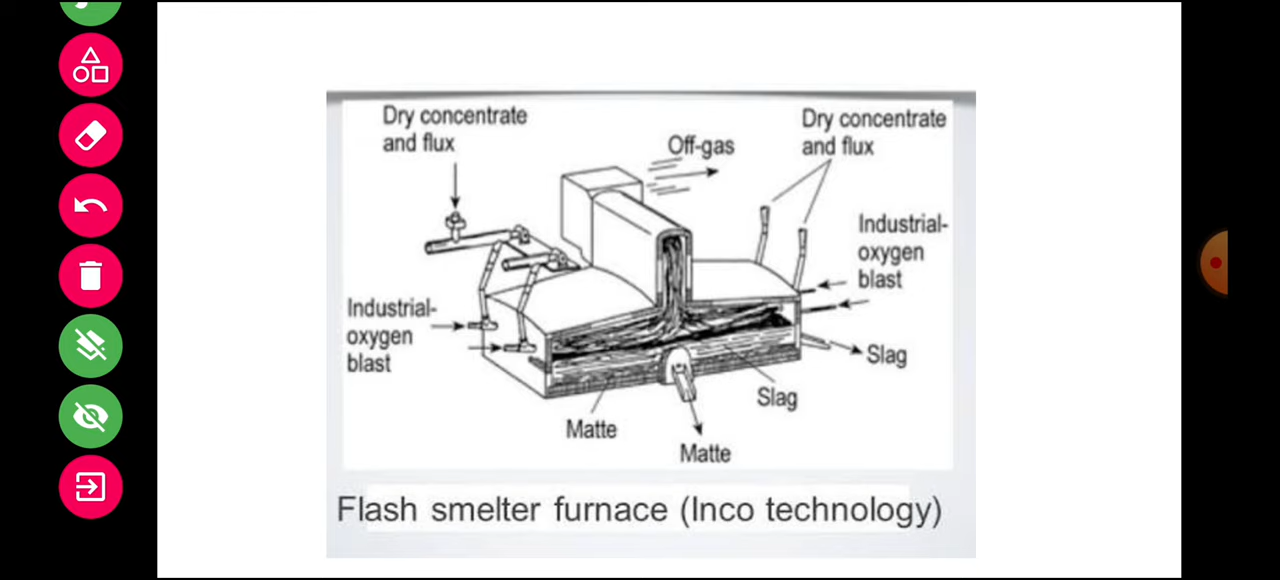 Dry concentrate
and flux
Off-gas
Dry concentrate
and flux
Industrial-
oxygen
blast
Industrial-
oxygen
blast
Slag
Slag
Matte
Matte
Flash smelter furnace (Inco technology)